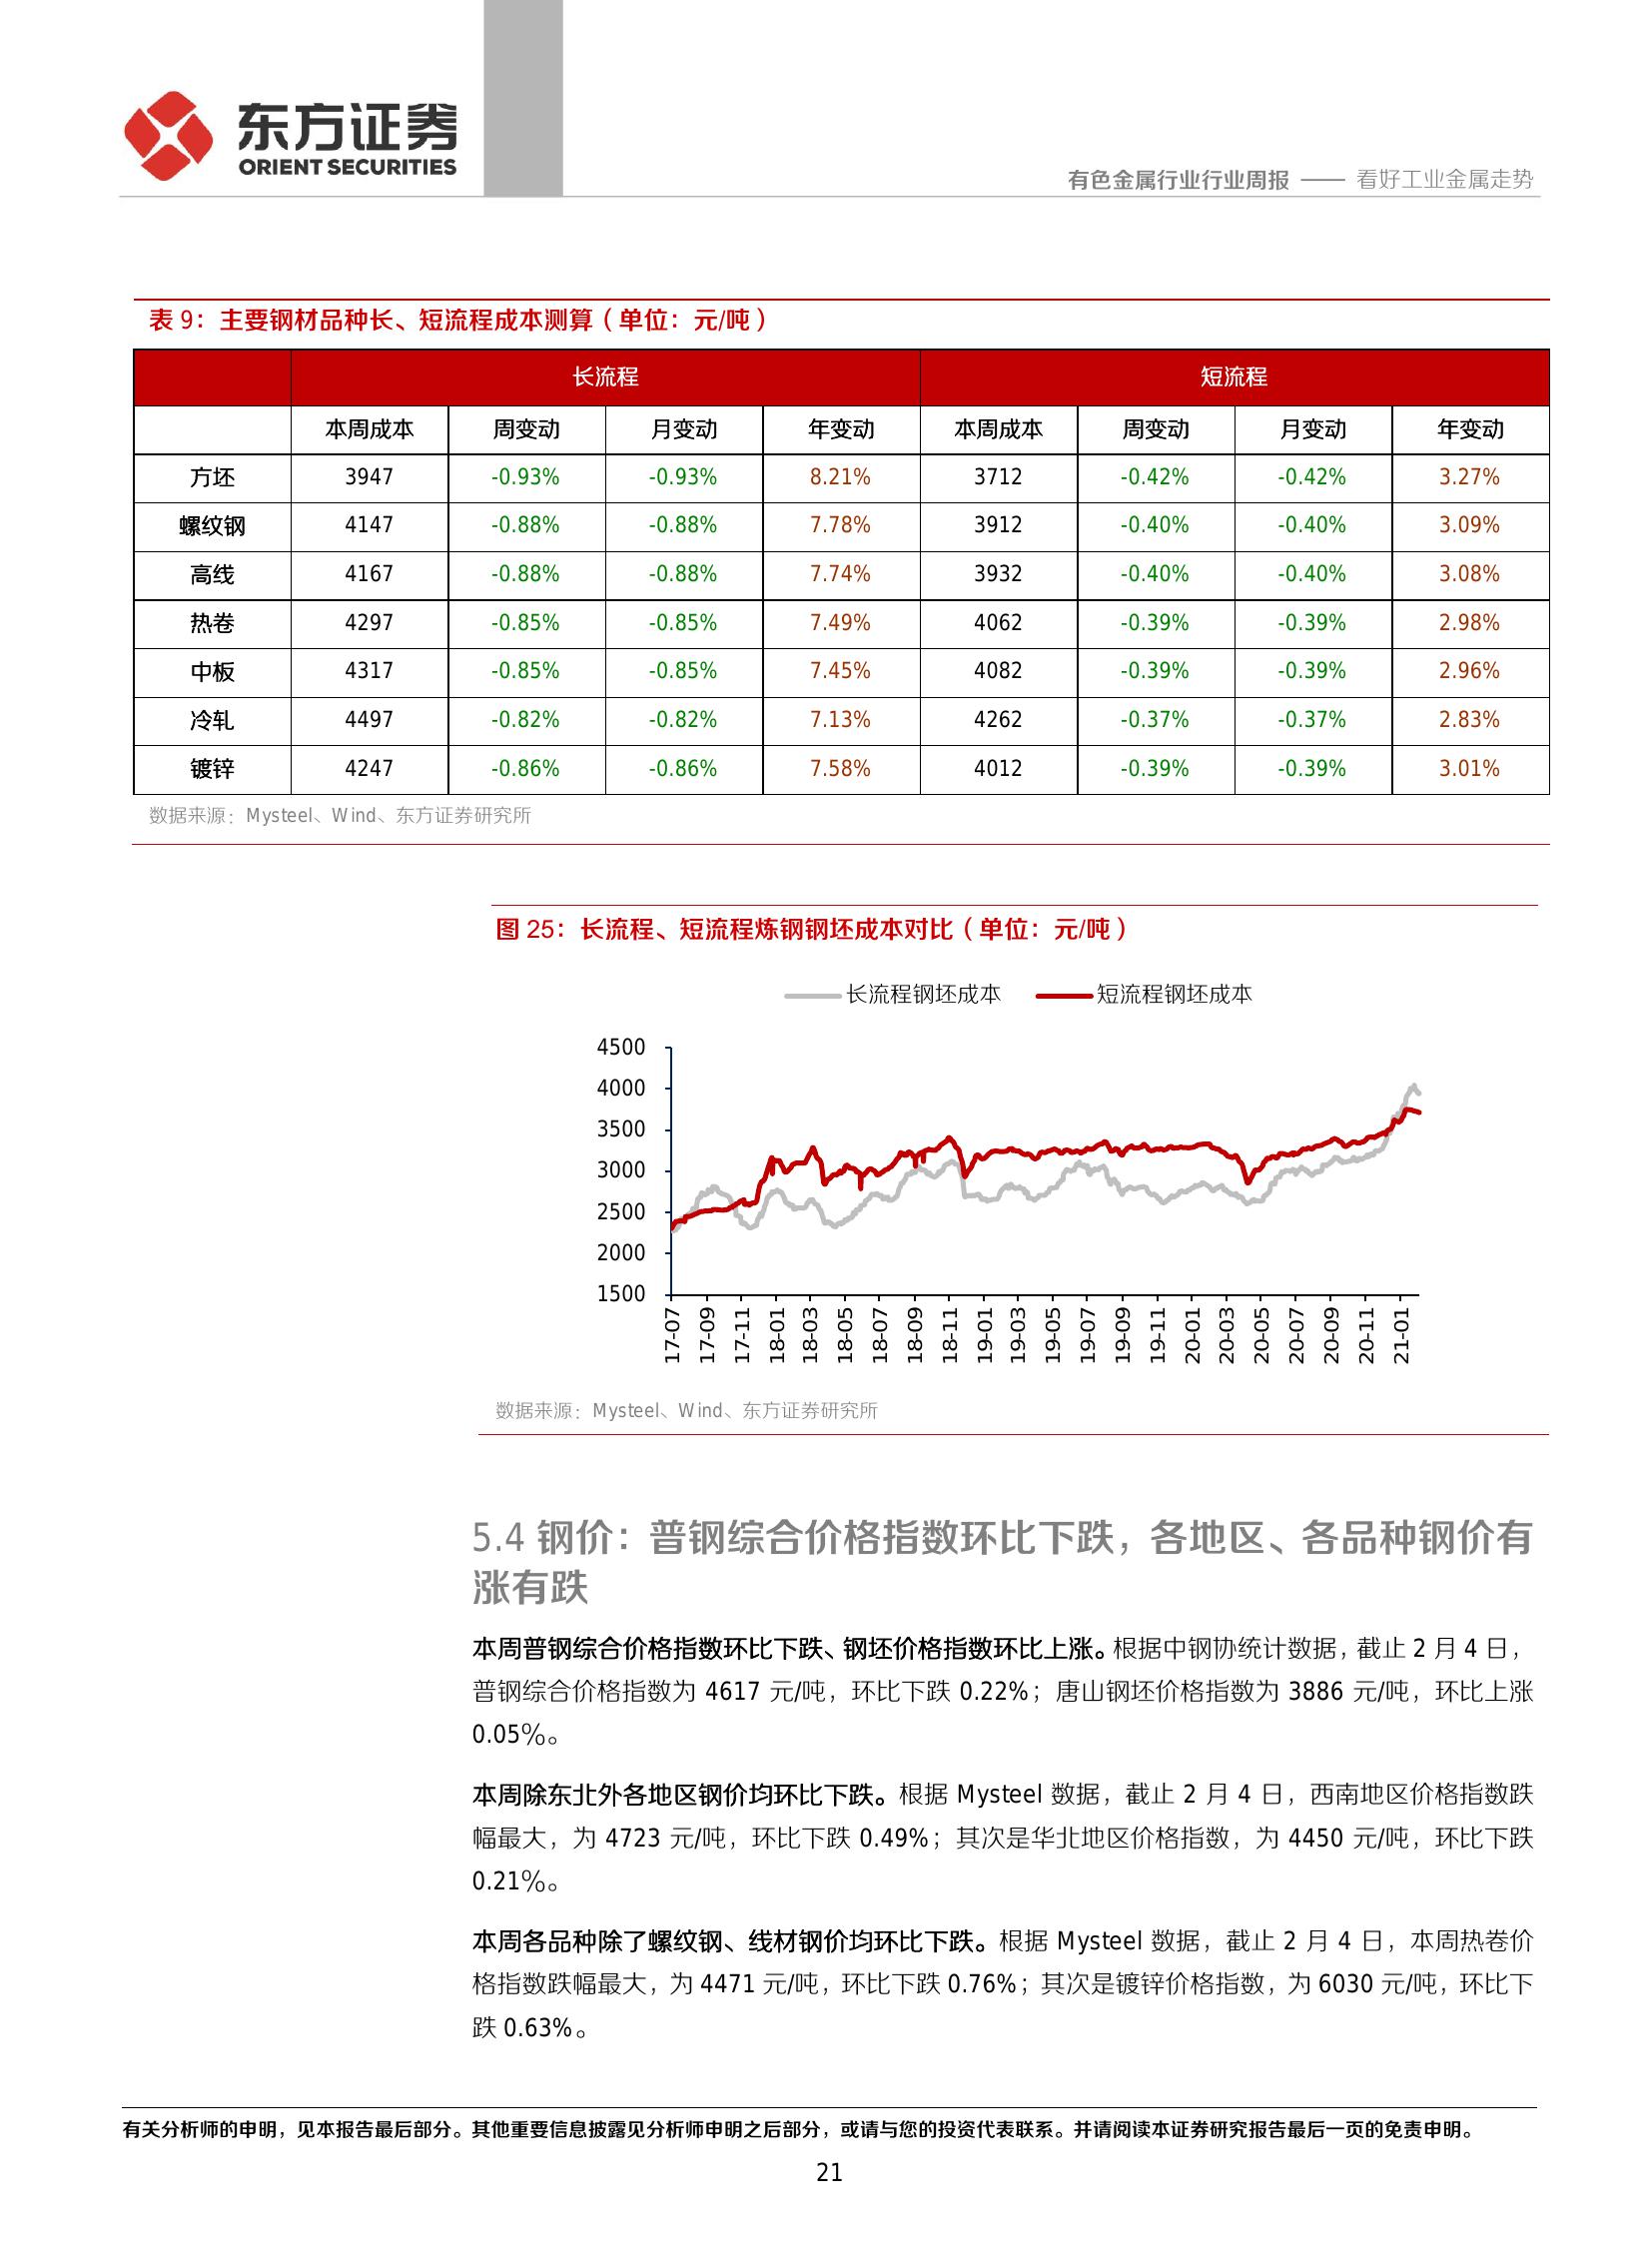 东方证券
ORIENT SECURITIES
有色金属行业行业周报 —— 看好工业金属走势
表 9：主要钢材品种长、短流程成本测算（单位：元/吨）
长流程 短流程
本周成本 周变动 月变动 年变动 本周成本 周变动 月变动 年变动
方坯 3947 -0.93% -0.93% 8.21% 3712 -0.42% -0.42% 3.27%
螺纹钢 4147 -0.88% -0.88% 7.78% 3912 -0.40% -0.40% 3.09%
高线 4167 -0.88% -0.88% 7.74% 3932 -0.40% -0.40% 3.08%
热卷 4297 -0.85% -0.85% 7.49% 4062 -0.39% -0.39% 2.98%
中板 4317 -0.85% -0.85% 7.45% 4082 -0.39% -0.39% 2.96%
冷轧 4497 -0.82% -0.82% 7.13% 4262 -0.37% -0.37% 2.83%
镀锌 4247 -0.86% -0.86% 7.58% 4012 -0.39% -0.39% 3.01%
数据来源：Mysteel、Wind、东方证券研究所
图 25：长流程、短流程炼钢钢坯成本对比（单位：元/吨）
长流程钢坯成本 短流程钢坯成本
4500
4000
3500
3000
2500
2000
1500
17-07 17-09 17-11 18-01 18-03 18-05 18-07 18-09 18-11 19-01 19-03 19-05 19-07 19-09 19-11 20-01 20-03 20-05 20-07 20-09 20-11 21-01
数据来源：Mysteel、Wind、东方证券研究所
5.4 钢价：普钢综合价格指数环比下跌，各地区、各品种钢价有
涨有跌
本周普钢综合价格指数环比下跌、钢坯价格指数环比上涨。根据中钢协统计数据，截止 2 月 4 日，
普钢综合价格指数为 4617 元/吨，环比下跌 0.22%；唐山钢坯价格指数为 3886 元/吨，环比上涨
0.05%。
本周除东北外各地区钢价均环比下跌。根据 Mysteel 数据，截止 2 月 4 日，西南地区价格指数跌
幅最大，为 4723 元/吨，环比下跌 0.49%；其次是华北地区价格指数，为 4450 元/吨，环比下跌
0.21%。
本周各品种除了螺纹钢、线材钢价均环比下跌。根据 Mysteel 数据，截止 2 月 4 日，本周热卷价
格指数跌幅最大，为 4471 元/吨，环比下跌 0.76%；其次是镀锌价格指数，为 6030 元/吨，环比下
跌 0.63%。
有关分析师的申明，见本报告最后部分。其他重要信息披露见分析师申明之后部分，或请与您的投资代表联系。并请阅读本证券研究报告最后一页的免责申明。
21